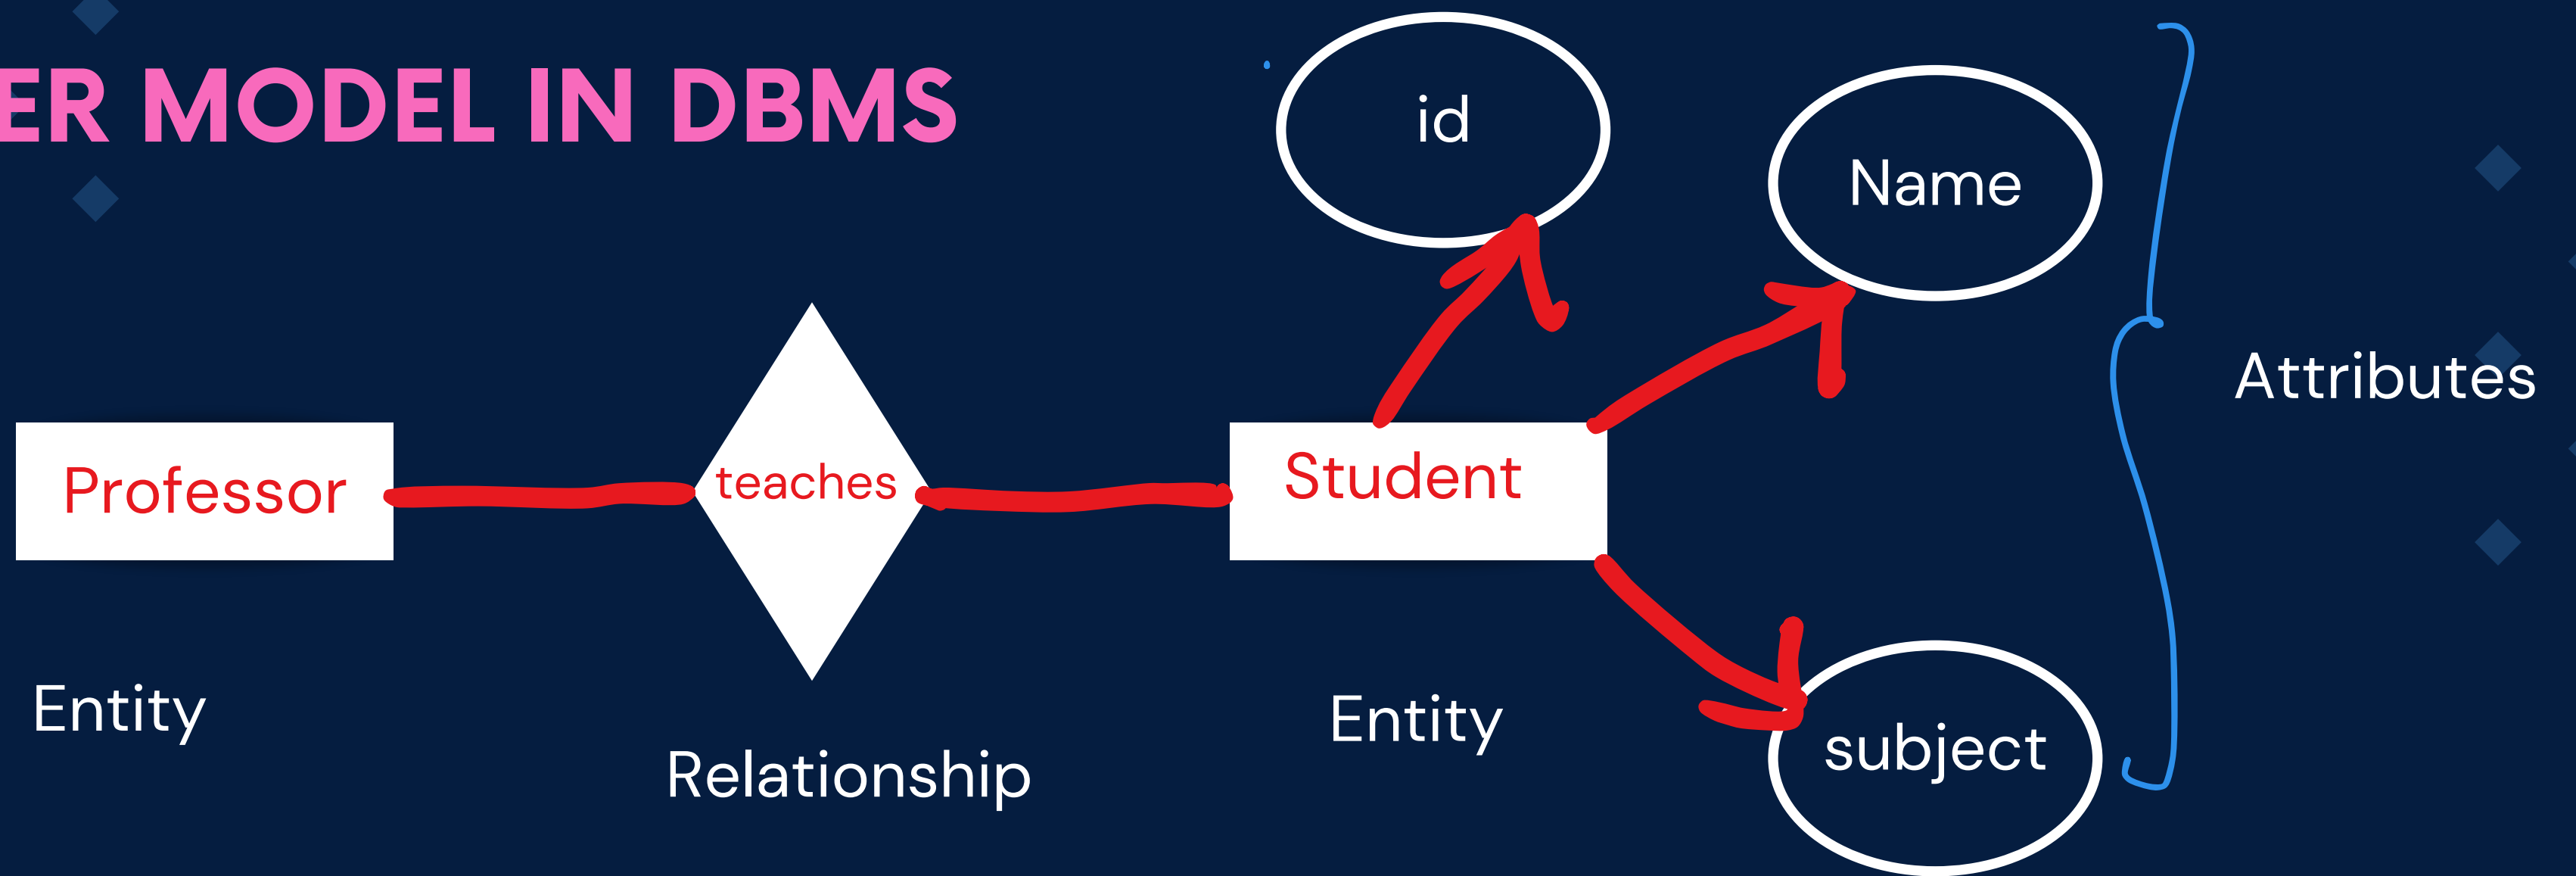 ER MODEL IN DBMS
id
Name
Attributes
Professor
teaches
Student
Entity
Relationship
Entity
subject